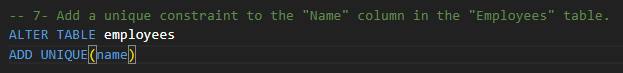 -- 7- Add a unique constraint to the "Name" column in the "Employees" table.
ALTER TABLE employees
ADD UNIQUE(name)